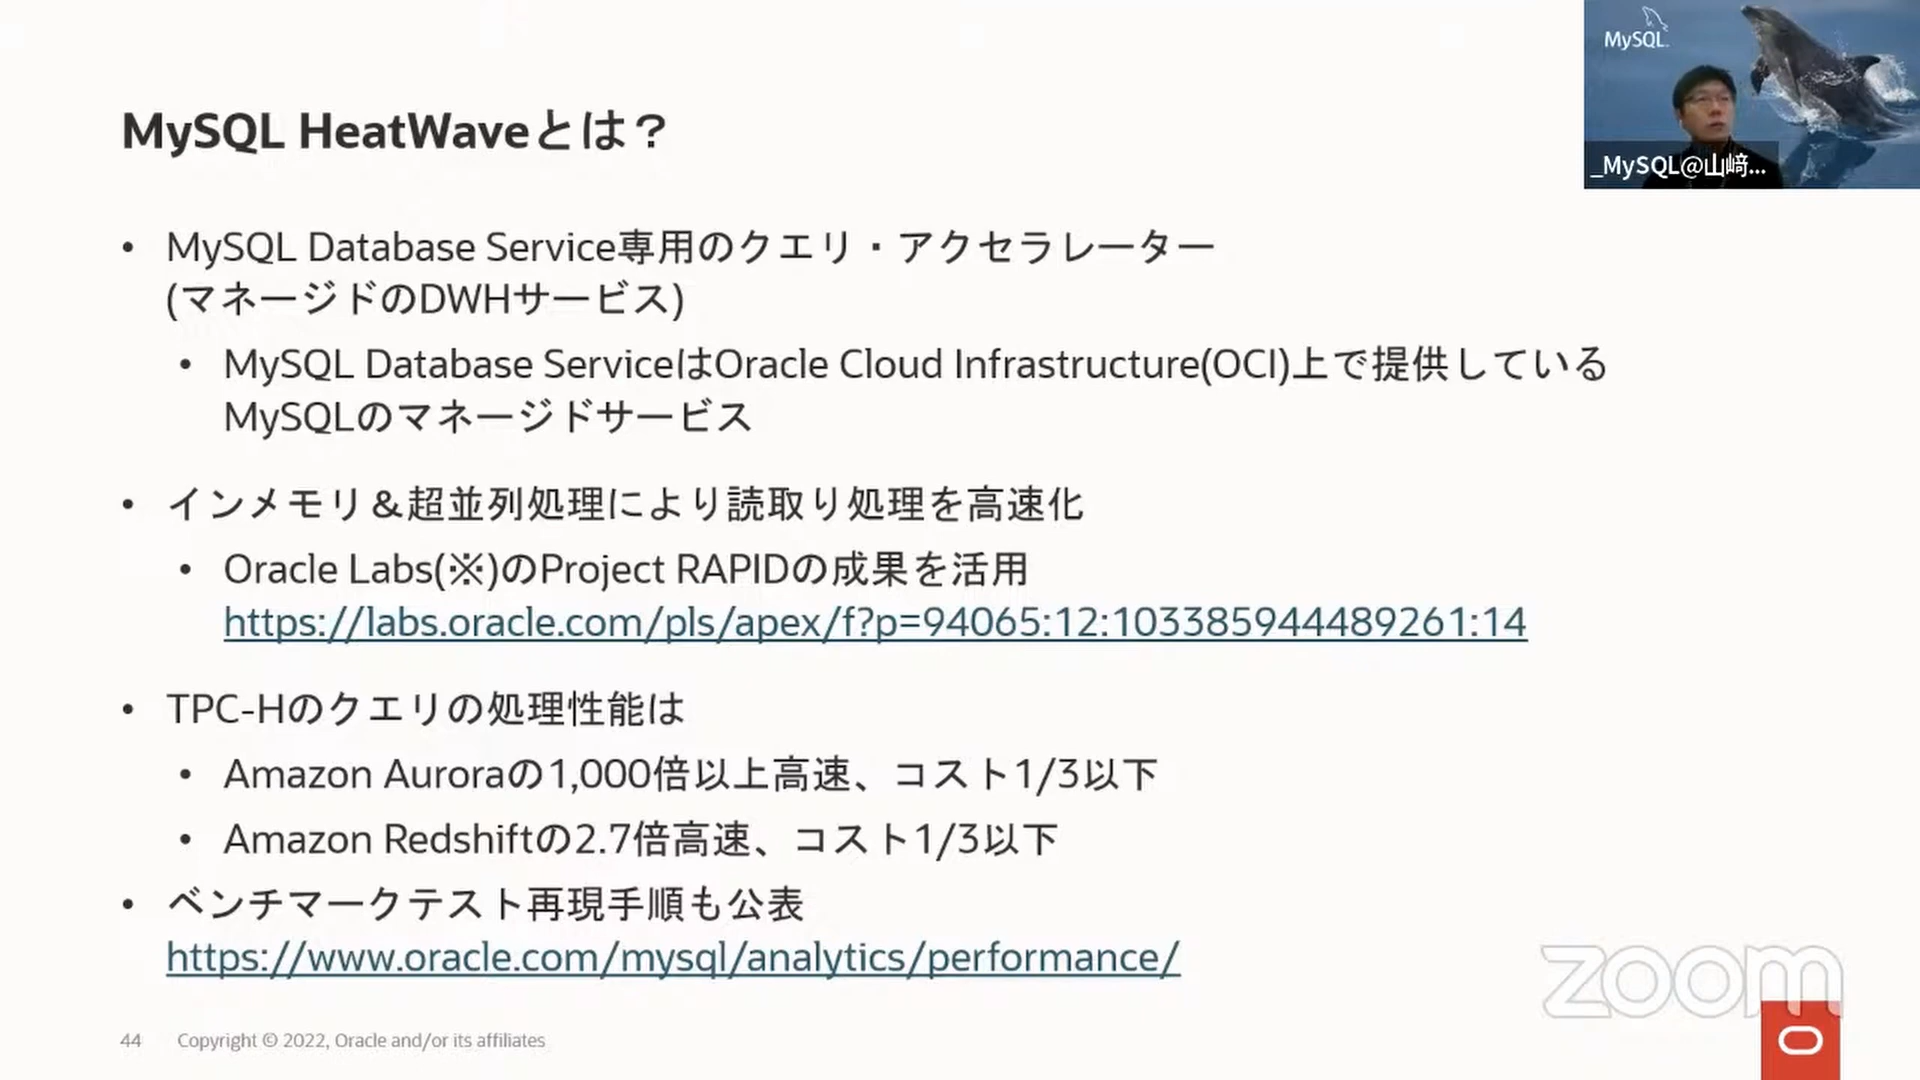 MySQL HeatWaveとは？
MySQL
_MySQL@山﨑...
• MySQL Database Service専用のクエリ・アクセラレーター
(マネージドのDWHサービス)
• MySQL Database ServiceはOracle Cloud Infrastructure(OCI)上で提供している
MySQLのマネージドサービス
• インメモリ＆超並列処理により読取り処理を高速化
• Oracle Labs(※)のProject RAPIDの成果を活用
https://labs.oracle.com/pls/apex/f?p=94065:12:103385944489261:14
• TPC-Hのクエリの処理性能は
• Amazon Auroraの1,000倍以上高速、コスト1/3以下
• Amazon Redshiftの2.7倍高速、コスト1/3以下
• ベンチマークテスト再現手順も公表
https://www.oracle.com/mysql/analytics/performance/
zoom
44 Copyright © 2022, Oracle and/or its affiliates